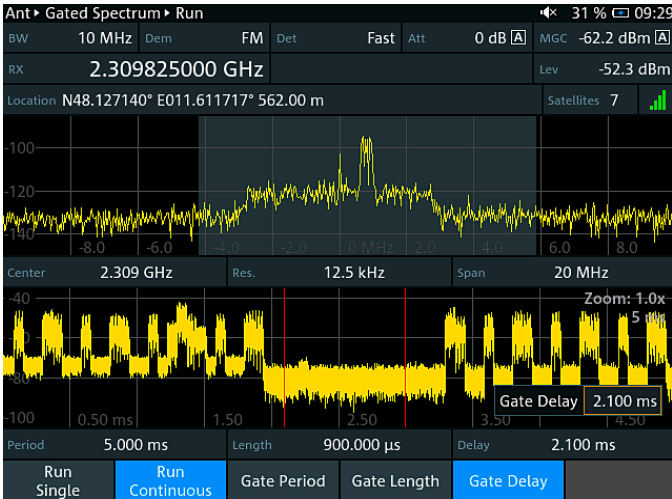 Ant ▸ Gated Spectrum ▸ Run 31 % 09:29
BW 10 MHz Dem FM Det Fast Att 0 dB A MGC -62.2 dBm A
RX 2.309825000 GHz Lev -52.3 dBm
Location N48.127140° E011.611717° 562.00 m Satellites 7
-100
-120
-140
-8.0 -6.0 -4.0 -2.0 0 MHz 2.0 4.0 6.0 8.0
Center 2.309 GHz Res. 12.5 kHz Span 20 MHz
-40 Zoom: 1.0x
5 ms
-80
Gate Delay 2.100 ms
-100 0.50 ms 1.50 2.50 3.50 4.50
Period 5.000 ms Length 900.000 µs Delay 2.100 ms
Run Single Run Continuous Gate Period Gate Length Gate Delay